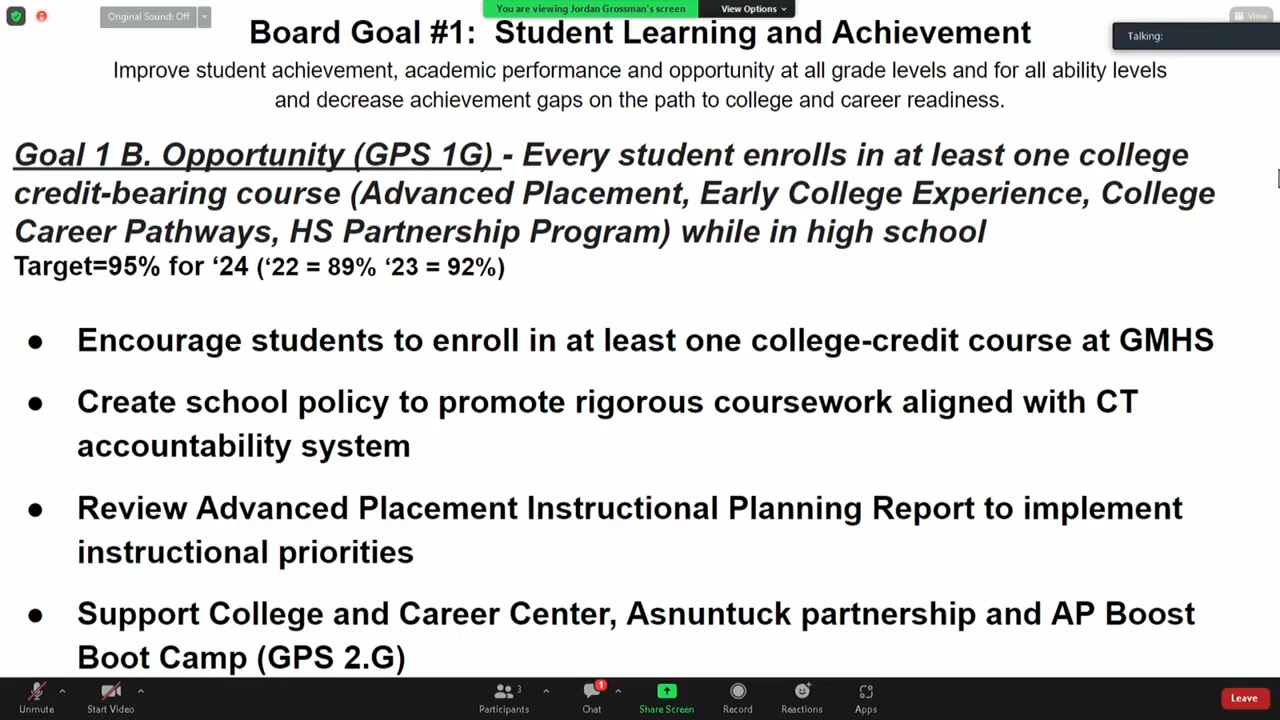 Original Sound: Off
You are viewing Jordan Grossman's screen
View Options
View
Talking:
Board Goal #1: Student Learning and Achievement
Improve student achievement, academic performance and opportunity at all grade levels and for all ability levels
and decrease achievement gaps on the path to college and career readiness.
Goal 1 B. Opportunity (GPS 1G) - Every student enrolls in at least one college
credit-bearing course (Advanced Placement, Early College Experience, College
Career Pathways, HS Partnership Program) while in high school
Target=95% for ‘24 (‘22 = 89% ‘23 = 92%)
● Encourage students to enroll in at least one college-credit course at GMHS
● Create school policy to promote rigorous coursework aligned with CT
accountability system
● Review Advanced Placement Instructional Planning Report to implement
instructional priorities
● Support College and Career Center, Asnuntuck partnership and AP Boost
Boot Camp (GPS 2.G)
Unmute
Start Video
3
Participants
1
Chat
Share Screen
Record
Reactions
Apps
Leave